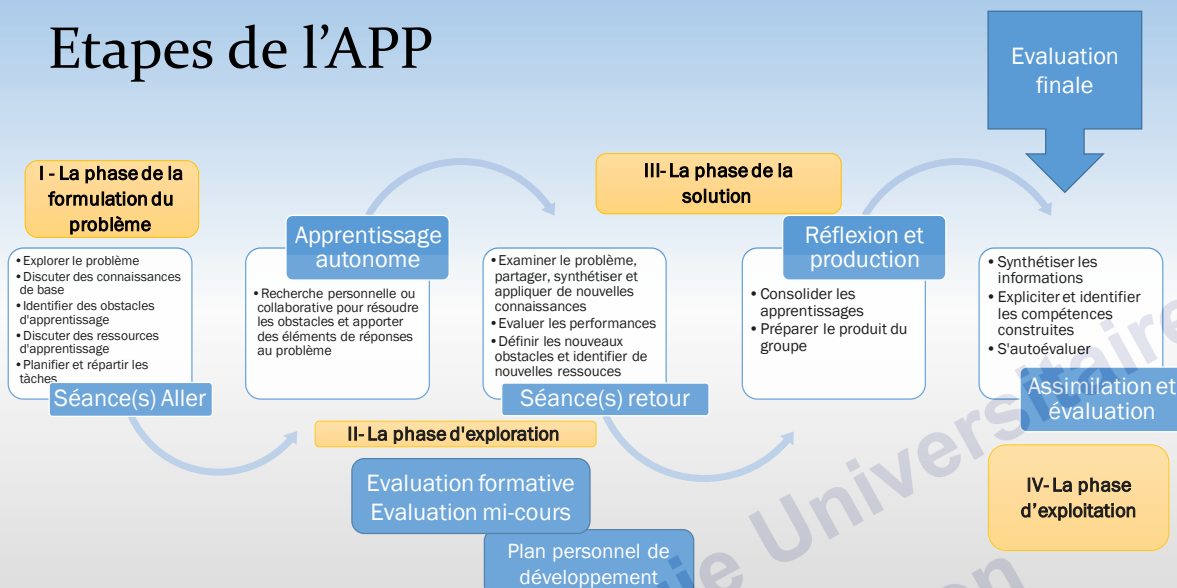 Etapes de l'APP
Evaluation
finale
I - La phase de la
formulation du
problème
• Explorer le problème
• Discuter des connaissances
de base
• Identifier des obstacles
d'apprentissage
• Discuter des ressources
d'apprentissage
• Planifier et répartir les
tâches
Séance(s) Aller
Apprentissage
autonome
• Recherche personnelle ou
collaborative pour résoudre
les obstacles et apporter
des éléments de réponses
au problème
II- La phase d'exploration
Evaluation formative
Evaluation mi-cours
Plan personnel de
développement
• Examiner le problème,
partager, synthétiser et
appliquer de nouvelles
connaissances
• Evaluer les performances
• Définir les nouveaux
obstacles et identifier de
nouvelles ressouces
Séance(s) retour
III- La phase de la
solution
Réflexion et
production
• Consolider les
apprentissages
• Préparer le produit du
groupe
• Synthétiser les
informations
• Expliciter et identifier
les compétences
construites
• S'autoévaluer
Assimilation et
évaluation
IV- La phase
d'exploitation